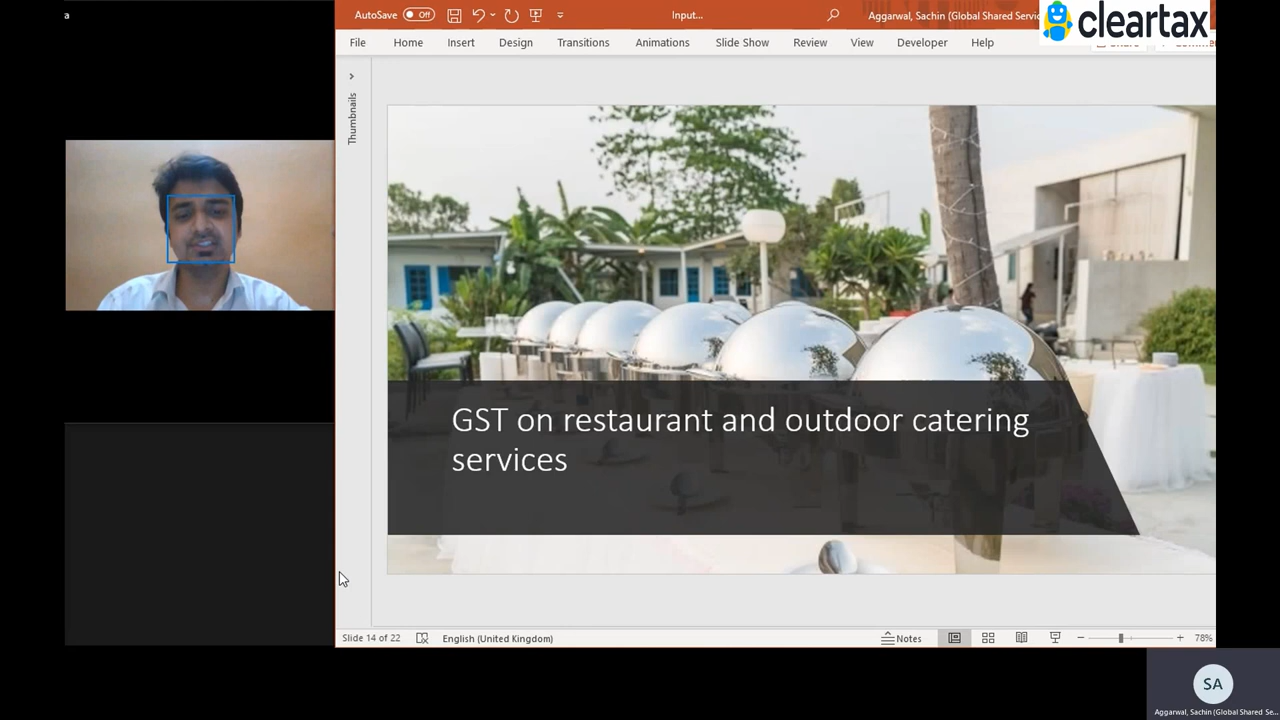 a
AutoSave Off
Input...
Aggarwal, Sachin (Global Shared Servic
cleartax
File Home Insert Design Transitions Animations Slide Show Review View Developer Help
Share
Thumbnails
GST on restaurant and outdoor catering
services
Slide 14 of 22
English (United Kingdom)
Notes
78%
SA
Aggarwal, Sachin (Global Shared Se...